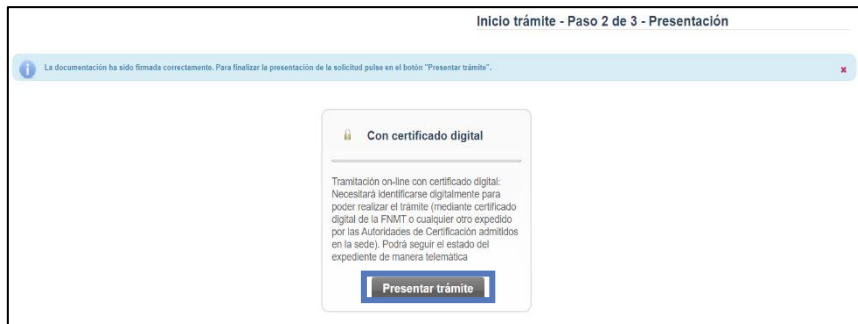 Inicio trámite - Paso 2 de 3 - Presentación
La documentación ha sido firmada correctamente. Para finalizar la presentación de la solicitud pulse en el botón "Presentar trámite".
Con certificado digital
Tramitación on-line con certificado digital:
Necesitará identificarse digitalmente para
poder realizar el trámite (mediante certificado
digital de la FNMT o cualquier otro expedido
por las Autoridades de Certificación admitidos
en la sede). Podrá seguir el estado del
expediente de manera telemática
Presentar trámite